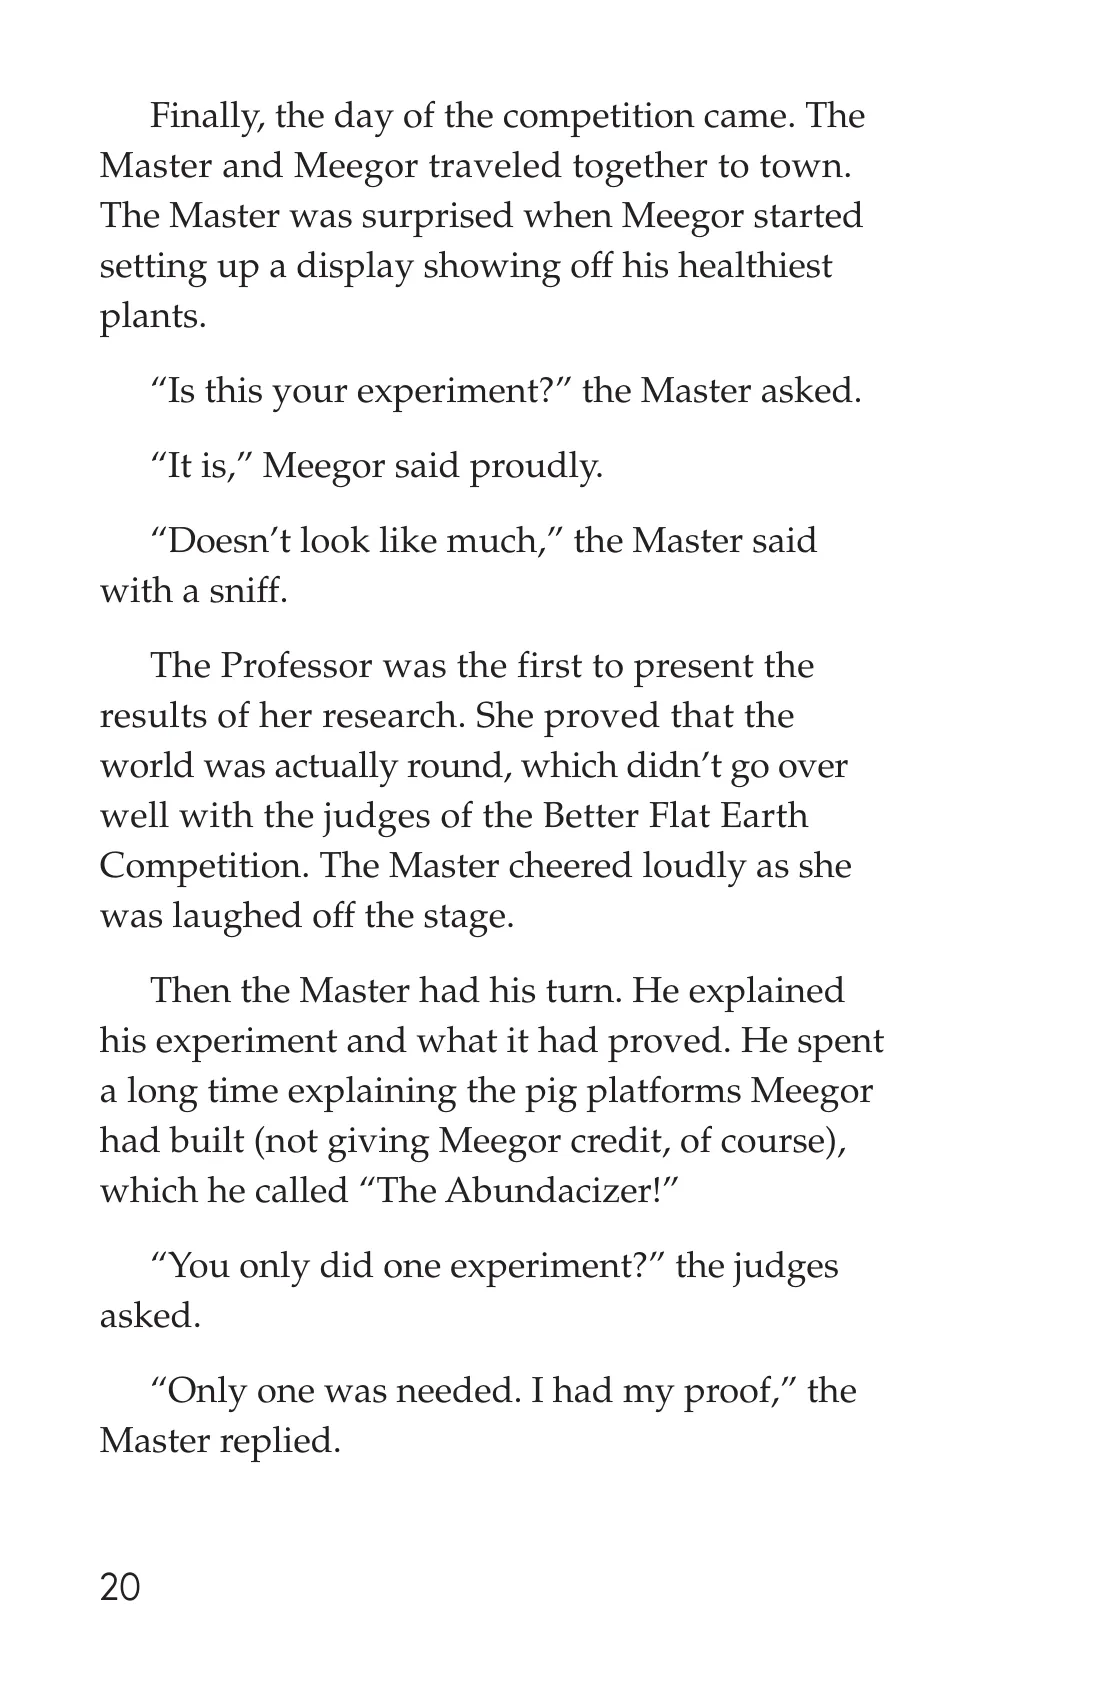 Finally, the day of the competition came. The
Master and Meegor traveled together to town.
The Master was surprised when Meegor started
setting up a display showing off his healthiest
plants.
“Is this your experiment?” the Master asked.
“It is,” Meegor said proudly.
“Doesn’t look like much,” the Master said
with a sniff.
The Professor was the first to present the
results of her research. She proved that the
world was actually round, which didn’t go over
well with the judges of the Better Flat Earth
Competition. The Master cheered loudly as she
was laughed off the stage.
Then the Master had his turn. He explained
his experiment and what it had proved. He spent
a long time explaining the pig platforms Meegor
had built (not giving Meegor credit, of course),
which he called “The Abundacizer!”
“You only did one experiment?” the judges
asked.
“Only one was needed. I had my proof,” the
Master replied.
20